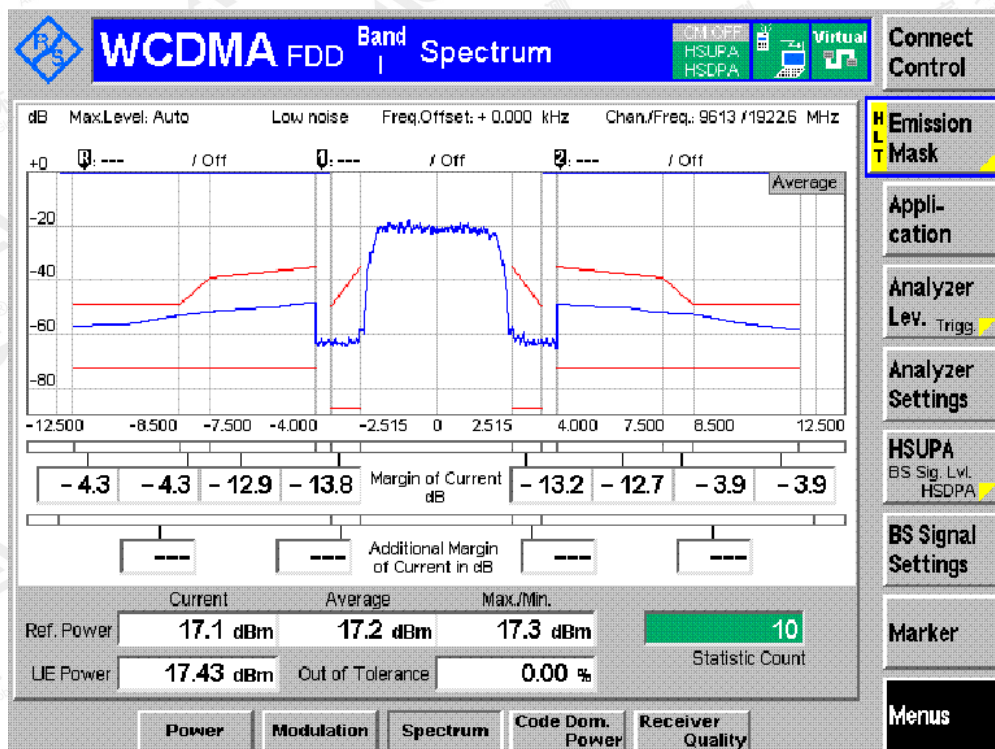 R&S
WCDMA FDD Band I Spectrum
CM OFF
HSUPA
HSDPA
Virtual
Connect Control
dB Max.Level: Auto Low noise Freq.Offset: + 0.000 kHz Chan./Freq.: 9613 / 1922.6 MHz
R: --- / Off 1: --- / Off 2: --- / Off
Average
+0
-20
-40
-60
-80
-12.500 -8.500 -7.500 -4.000 -2.515 0 2.515 4.000 7.500 8.500 12.500
- 4.3 - 4.3 - 12.9 - 13.8 Margin of Current dB - 13.2 - 12.7 - 3.9 - 3.9
--- --- Additional Margin of Current in dB --- ---
Current Average Max./Min.
Ref. Power 17.1 dBm 17.2 dBm 17.3 dBm 10
Statistic Count
UE Power 17.43 dBm Out of Tolerance 0.00 %
Power Modulation Spectrum Code Dom. Power Receiver Quality
HLT
Emission Mask
Appli-
cation
Analyzer
Lev. Trigg.
Analyzer
Settings
HSUPA
BS Sig. Lvl.
HSDPA
BS Signal
Settings
Marker
Menus